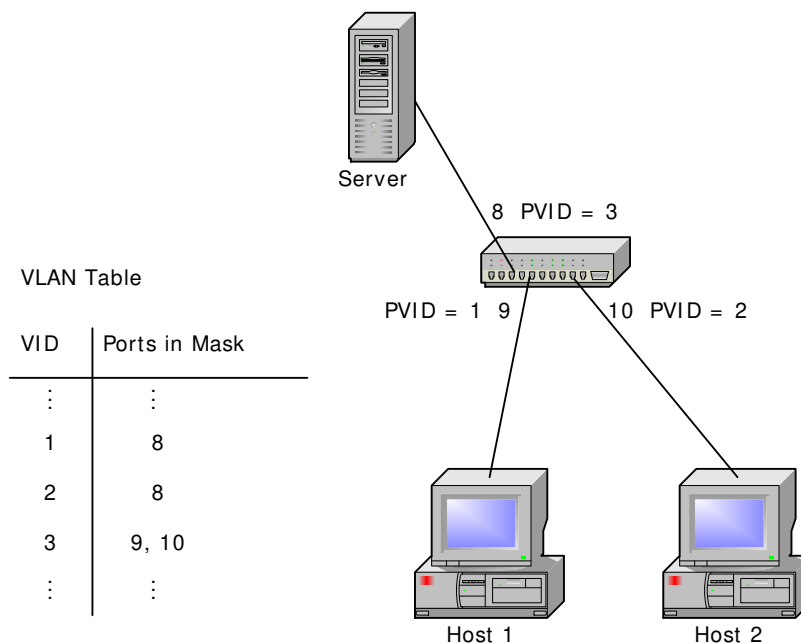 Server
8 PVID = 3
VLAN Table
PVID = 1 9
10 PVID = 2
VID Ports in Mask
⋮ ⋮
1 8
2 8
3 9, 10
⋮ ⋮
Host 1
Host 2